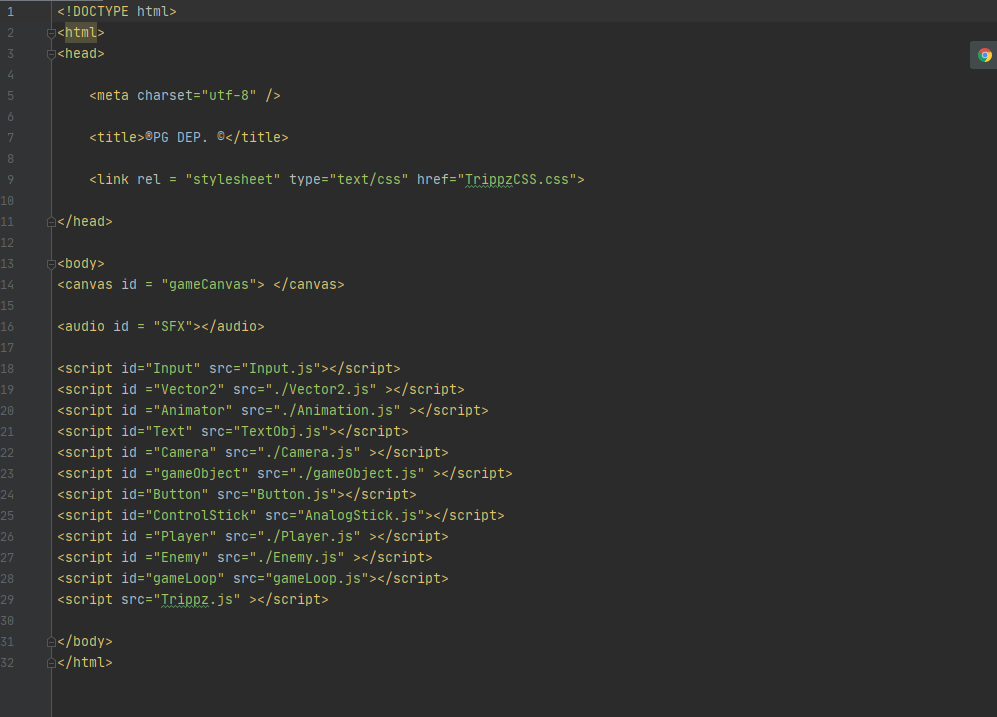 1 <!DOCTYPE html>
2 <html>
3 <head>
4
5     <meta charset="utf-8" />
6
7     <title>®PG DEP. ©</title>
8
9     <link rel = "stylesheet" type="text/css" href="TrippzCSS.css">
10
11 </head>
12
13 <body>
14 <canvas id = "gameCanvas"> </canvas>
15
16 <audio id = "SFX"></audio>
17
18 <script id="Input" src="Input.js"></script>
19 <script id ="Vector2" src="./Vector2.js" ></script>
20 <script id ="Animator" src="./Animation.js" ></script>
21 <script id="Text" src="TextObj.js"></script>
22 <script id ="Camera" src="./Camera.js" ></script>
23 <script id ="gameObject" src="./gameObject.js" ></script>
24 <script id="Button" src="Button.js"></script>
25 <script id="ControlStick" src="AnalogStick.js"></script>
26 <script id ="Player" src="./Player.js" ></script>
27 <script id ="Enemy" src="./Enemy.js" ></script>
28 <script id="gameLoop" src="gameLoop.js"></script>
29 <script src="Trippz.js" ></script>
30
31 </body>
32 </html>